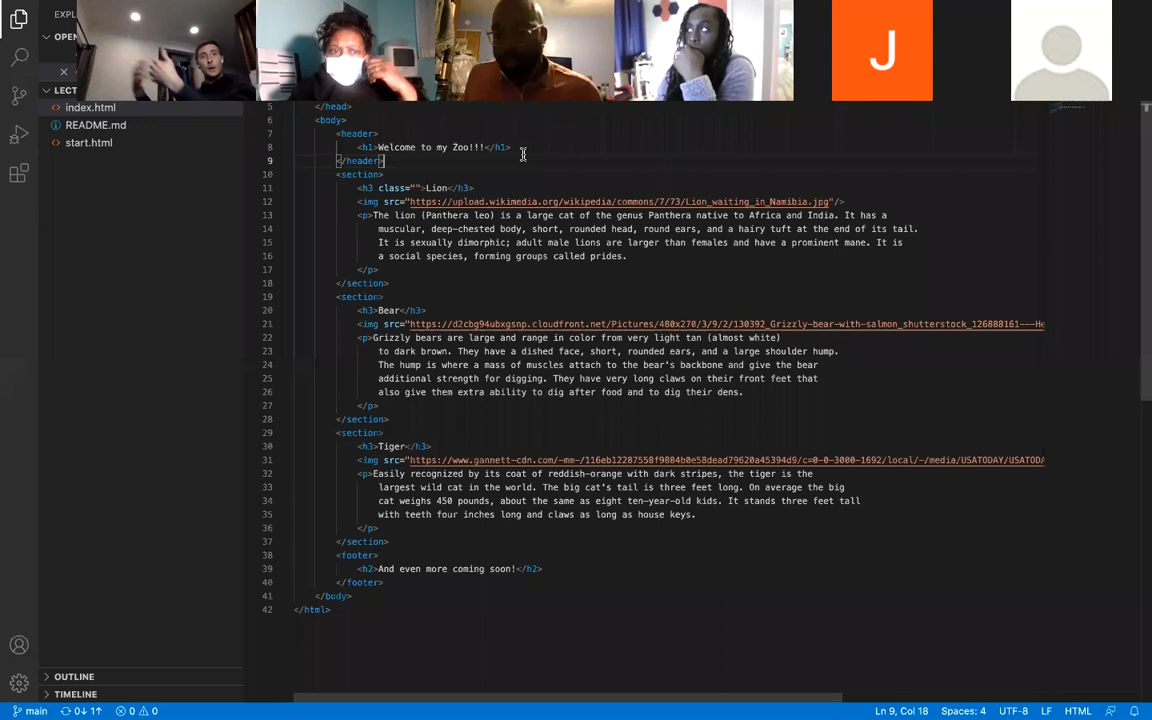 EXPL
OPEN
LECT
index.html
README.md
start.html
J
5 </head>
6 <body>
7 <header>
8 <h1>Welcome to my Zoo!!!</h1>
9 </header>
10 <section>
11 <h3 class="">Lion</h3>
12 <img src="https://upload.wikimedia.org/wikipedia/commons/7/73/Lion_waiting_in_Namibia.jpg"/>
13 <p>The lion (Panthera leo) is a large cat of the genus Panthera native to Africa and India. It has a
14 muscular, deep-chested body, short, rounded head, round ears, and a hairy tuft at the end of its tail.
15 It is sexually dimorphic; adult male lions are larger than females and have a prominent mane. It is
16 a social species, forming groups called prides.
17 </p>
18 </section>
19 <section>
20 <h3>Bear</h3>
21 <img src="https://d2cbg94ubxgsnp.cloudfront.net/Pictures/480x270/3/9/2/130392_Grizzly-bear-with-salmon_shutterstock_126888161---He
22 <p>Grizzly bears are large and range in color from very light tan (almost white)
23 to dark brown. They have a dished face, short, rounded ears, and a large shoulder hump.
24 The hump is where a mass of muscles attach to the bear's backbone and give the bear
25 additional strength for digging. They have very long claws on their front feet that
26 also give them extra ability to dig after food and to dig their dens.
27 </p>
28 </section>
29 <section>
30 <h3>Tiger</h3>
31 <img src="https://www.gannett-cdn.com/-mm-/116eb12287558f9884b0e58dead79620a45394d9/c=0-0-3000-1692/local/-/media/USATODAY/USATODA
32 <p>Easily recognized by its coat of reddish-orange with dark stripes, the tiger is the
33 largest wild cat in the world. The big cat's tail is three feet long. On average the big
34 cat weighs 450 pounds, about the same as eight ten-year-old kids. It stands three feet tall
35 with teeth four inches long and claws as long as house keys.
36 </p>
37 </section>
38 <footer>
39 <h2>And even more coming soon!</h2>
40 </footer>
41 </body>
42 </html>
OUTLINE
TIMELINE
main 0↓ 1↑ 0 0 Ln 9, Col 18 Spaces: 4 UTF-8 LF HTML